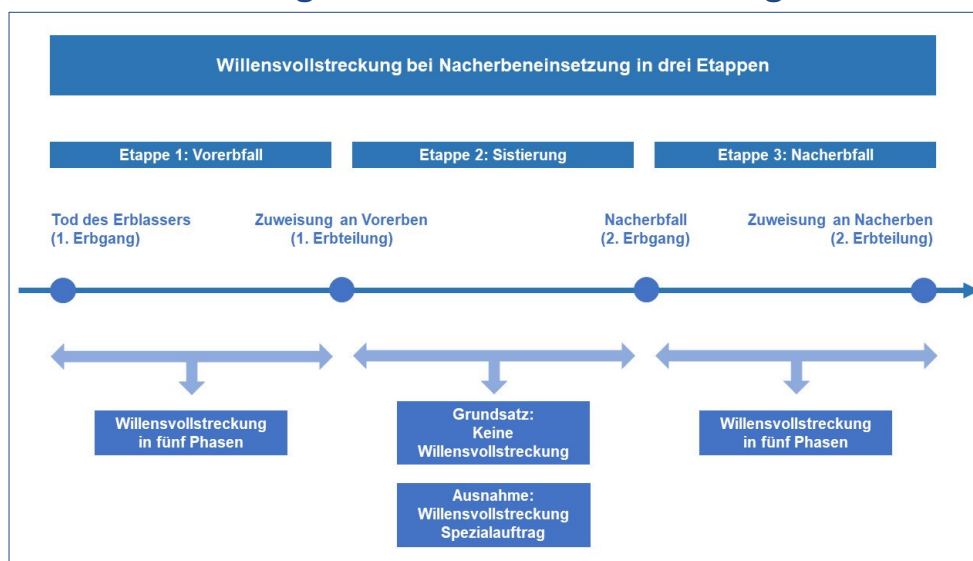 Willensvollstreckung bei Nacherbeneinsetzung in drei Etappen
Etappe 1: Vorerbfall
Etappe 2: Sistierung
Etappe 3: Nacherbfall
Tod des Erblassers
(1. Erbgang)
Zuweisung an Vorerben
(1. Erbteilung)
Nacherbfall
(2. Erbgang)
Zuweisung an Nacherben
(2. Erbteilung)
Willensvollstreckung
in fünf Phasen
Grundsatz:
Keine
Willensvollstreckung
Ausnahme:
Willensvollstreckung
Spezialauftrag
Willensvollstreckung
in fünf Phasen